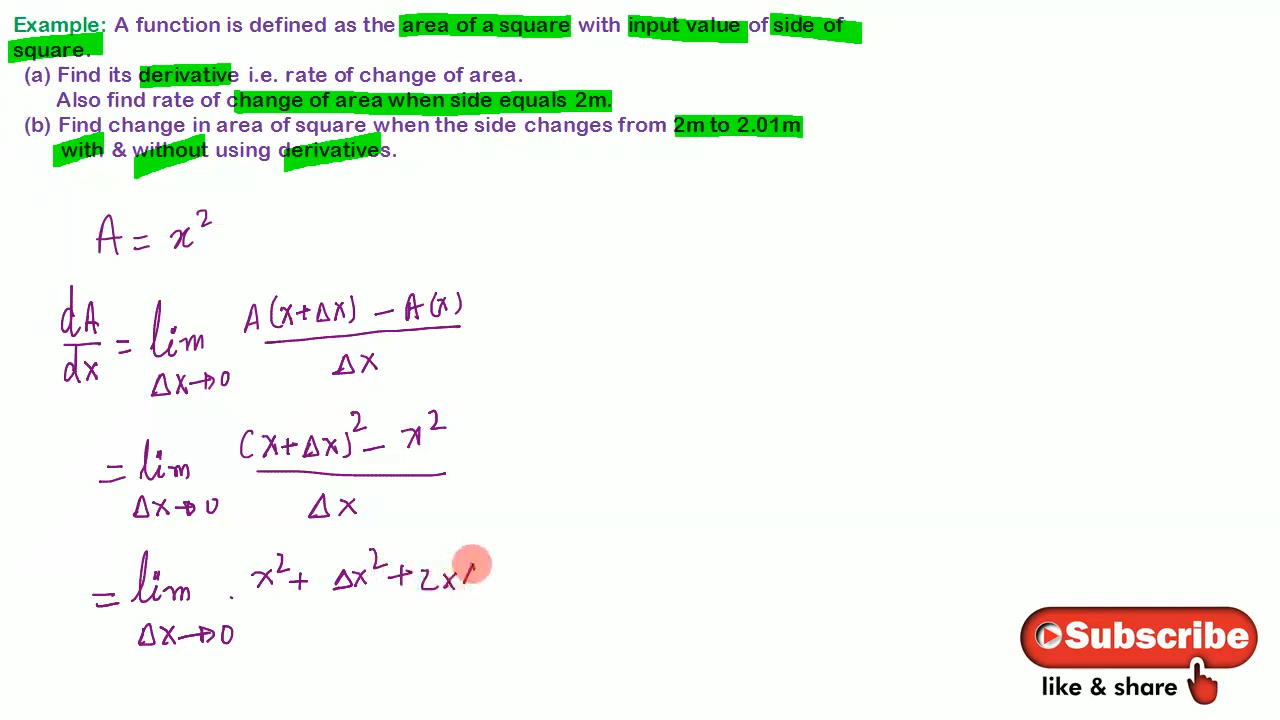 Example: A function is defined as the area of a square with input value of side of
square.
(a) Find its derivative i.e. rate of change of area.
Also find rate of change of area when side equals 2m.
(b) Find change in area of square when the side changes from 2m to 2.01m
with & without using derivatives.
A = x²
dA/dx = lim Δx→0 (A(x+Δx) − A(x))/Δx
= lim Δx→0 ((x+Δx)² − x²)/Δx
= lim Δx→0 . x² + Δx² + 2x
Subscribe
like & share